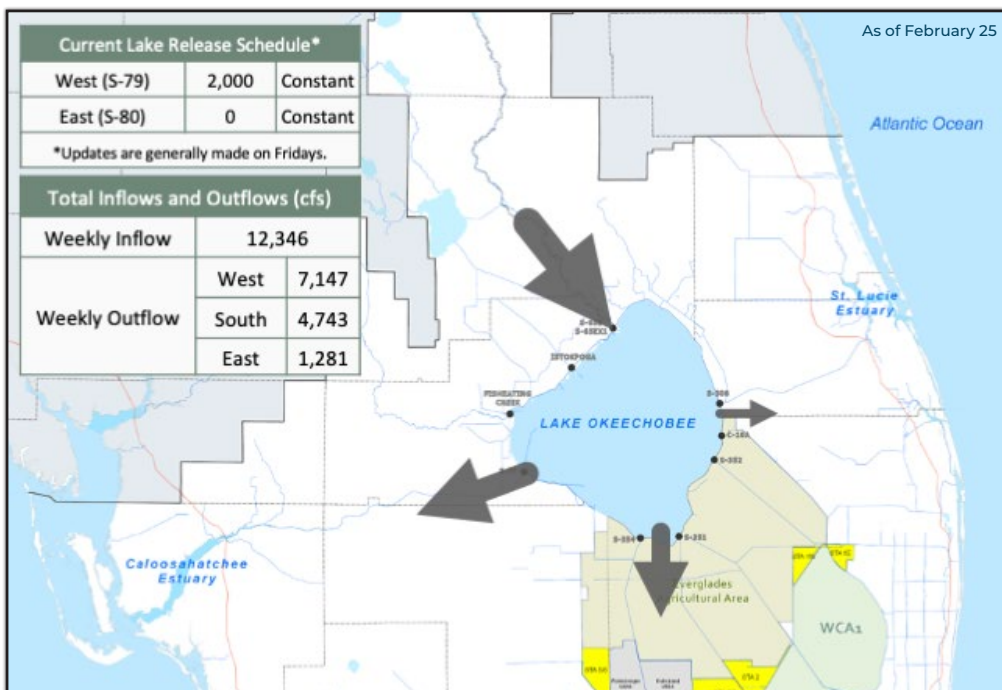 As of February 25
Current Lake Release Schedule*
West (S-79) 2,000 Constant
East (S-80) 0 Constant
*Updates are generally made on Fridays.
Total Inflows and Outflows (cfs)
Weekly Inflow 12,346
Weekly Outflow
West 7,147
South 4,743
East 1,281
Atlantic Ocean
St. Lucie
Estuary
S-65EX1
ISTOKPOGA
FISHEATING
CREEK
LAKE OKEECHOBEE
S-308
C-10A
S-352
S-354
S-351
Caloosahatchee
Estuary
Everglades
Agricultural Area
WCA1